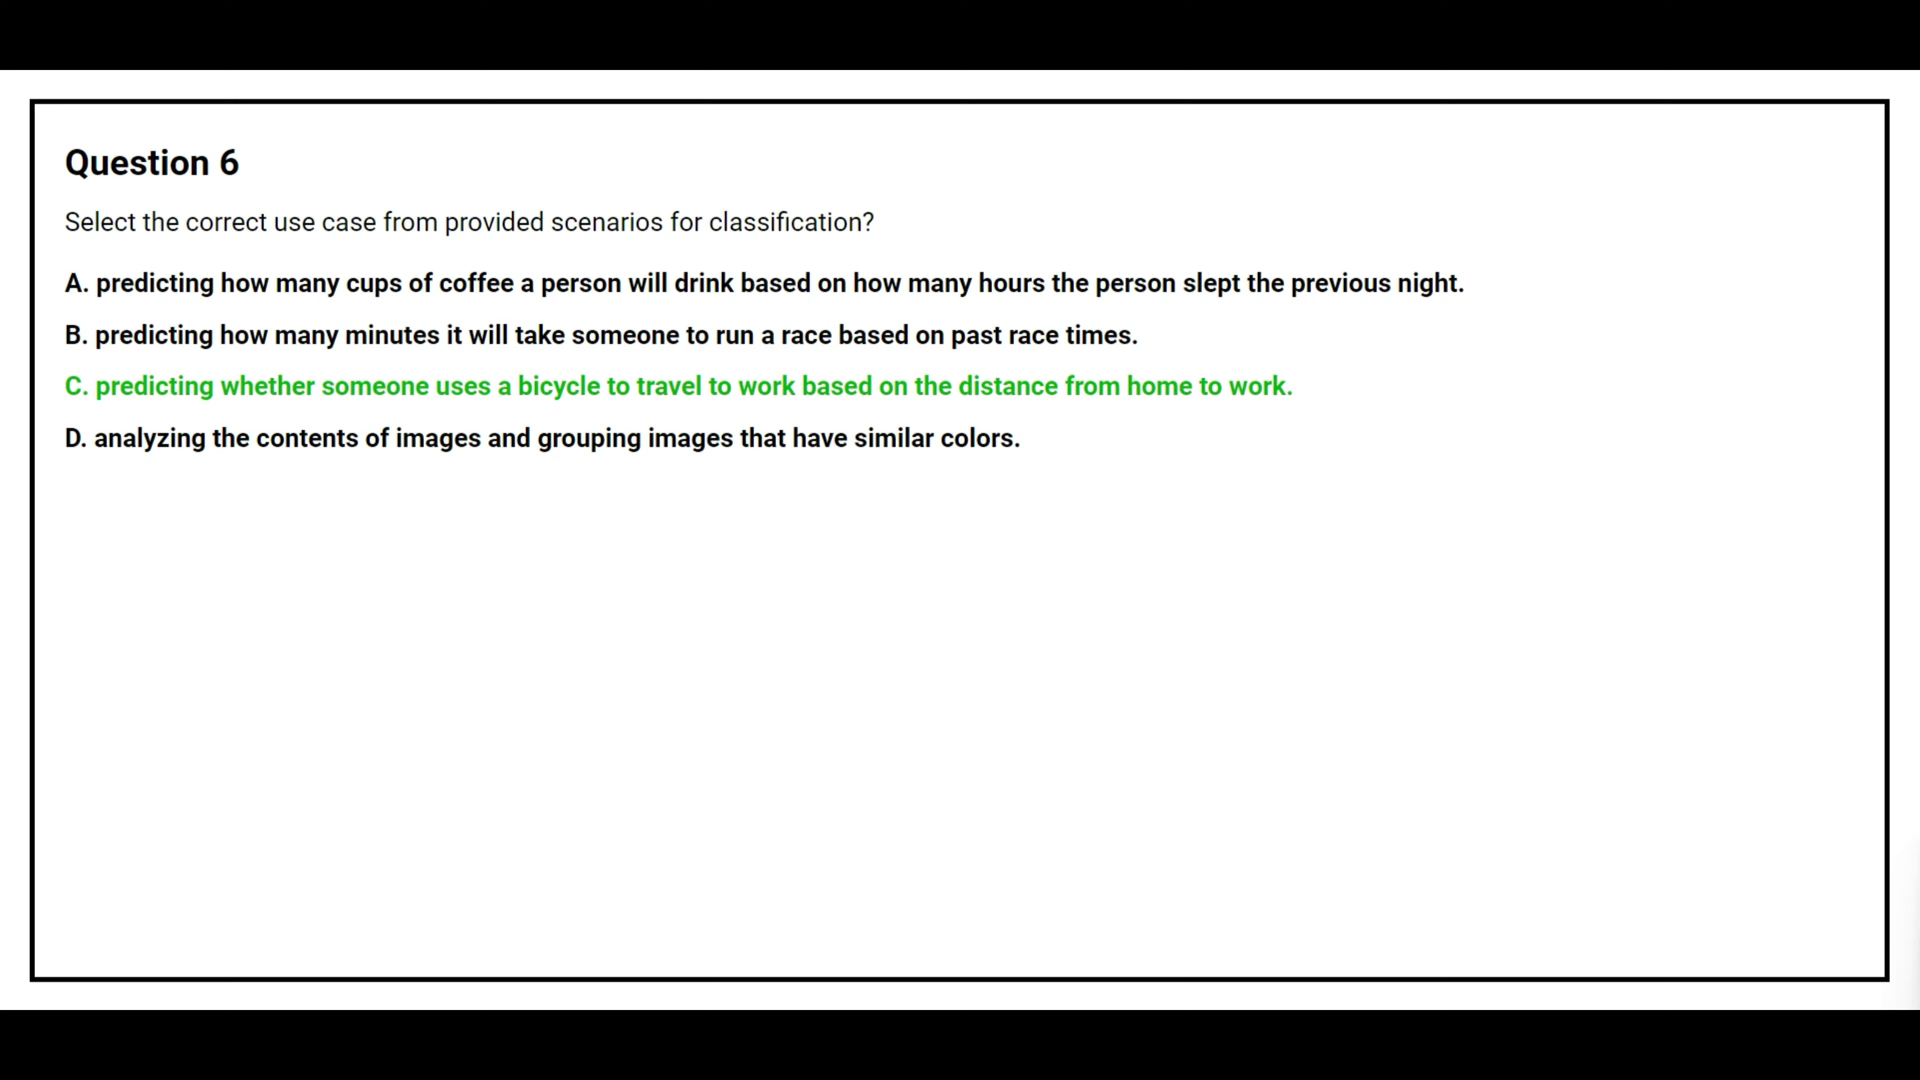 Question 6
Select the correct use case from provided scenarios for classification?
A. predicting how many cups of coffee a person will drink based on how many hours the person slept the previous night.
B. predicting how many minutes it will take someone to run a race based on past race times.
C. predicting whether someone uses a bicycle to travel to work based on the distance from home to work.
D. analyzing the contents of images and grouping images that have similar colors.